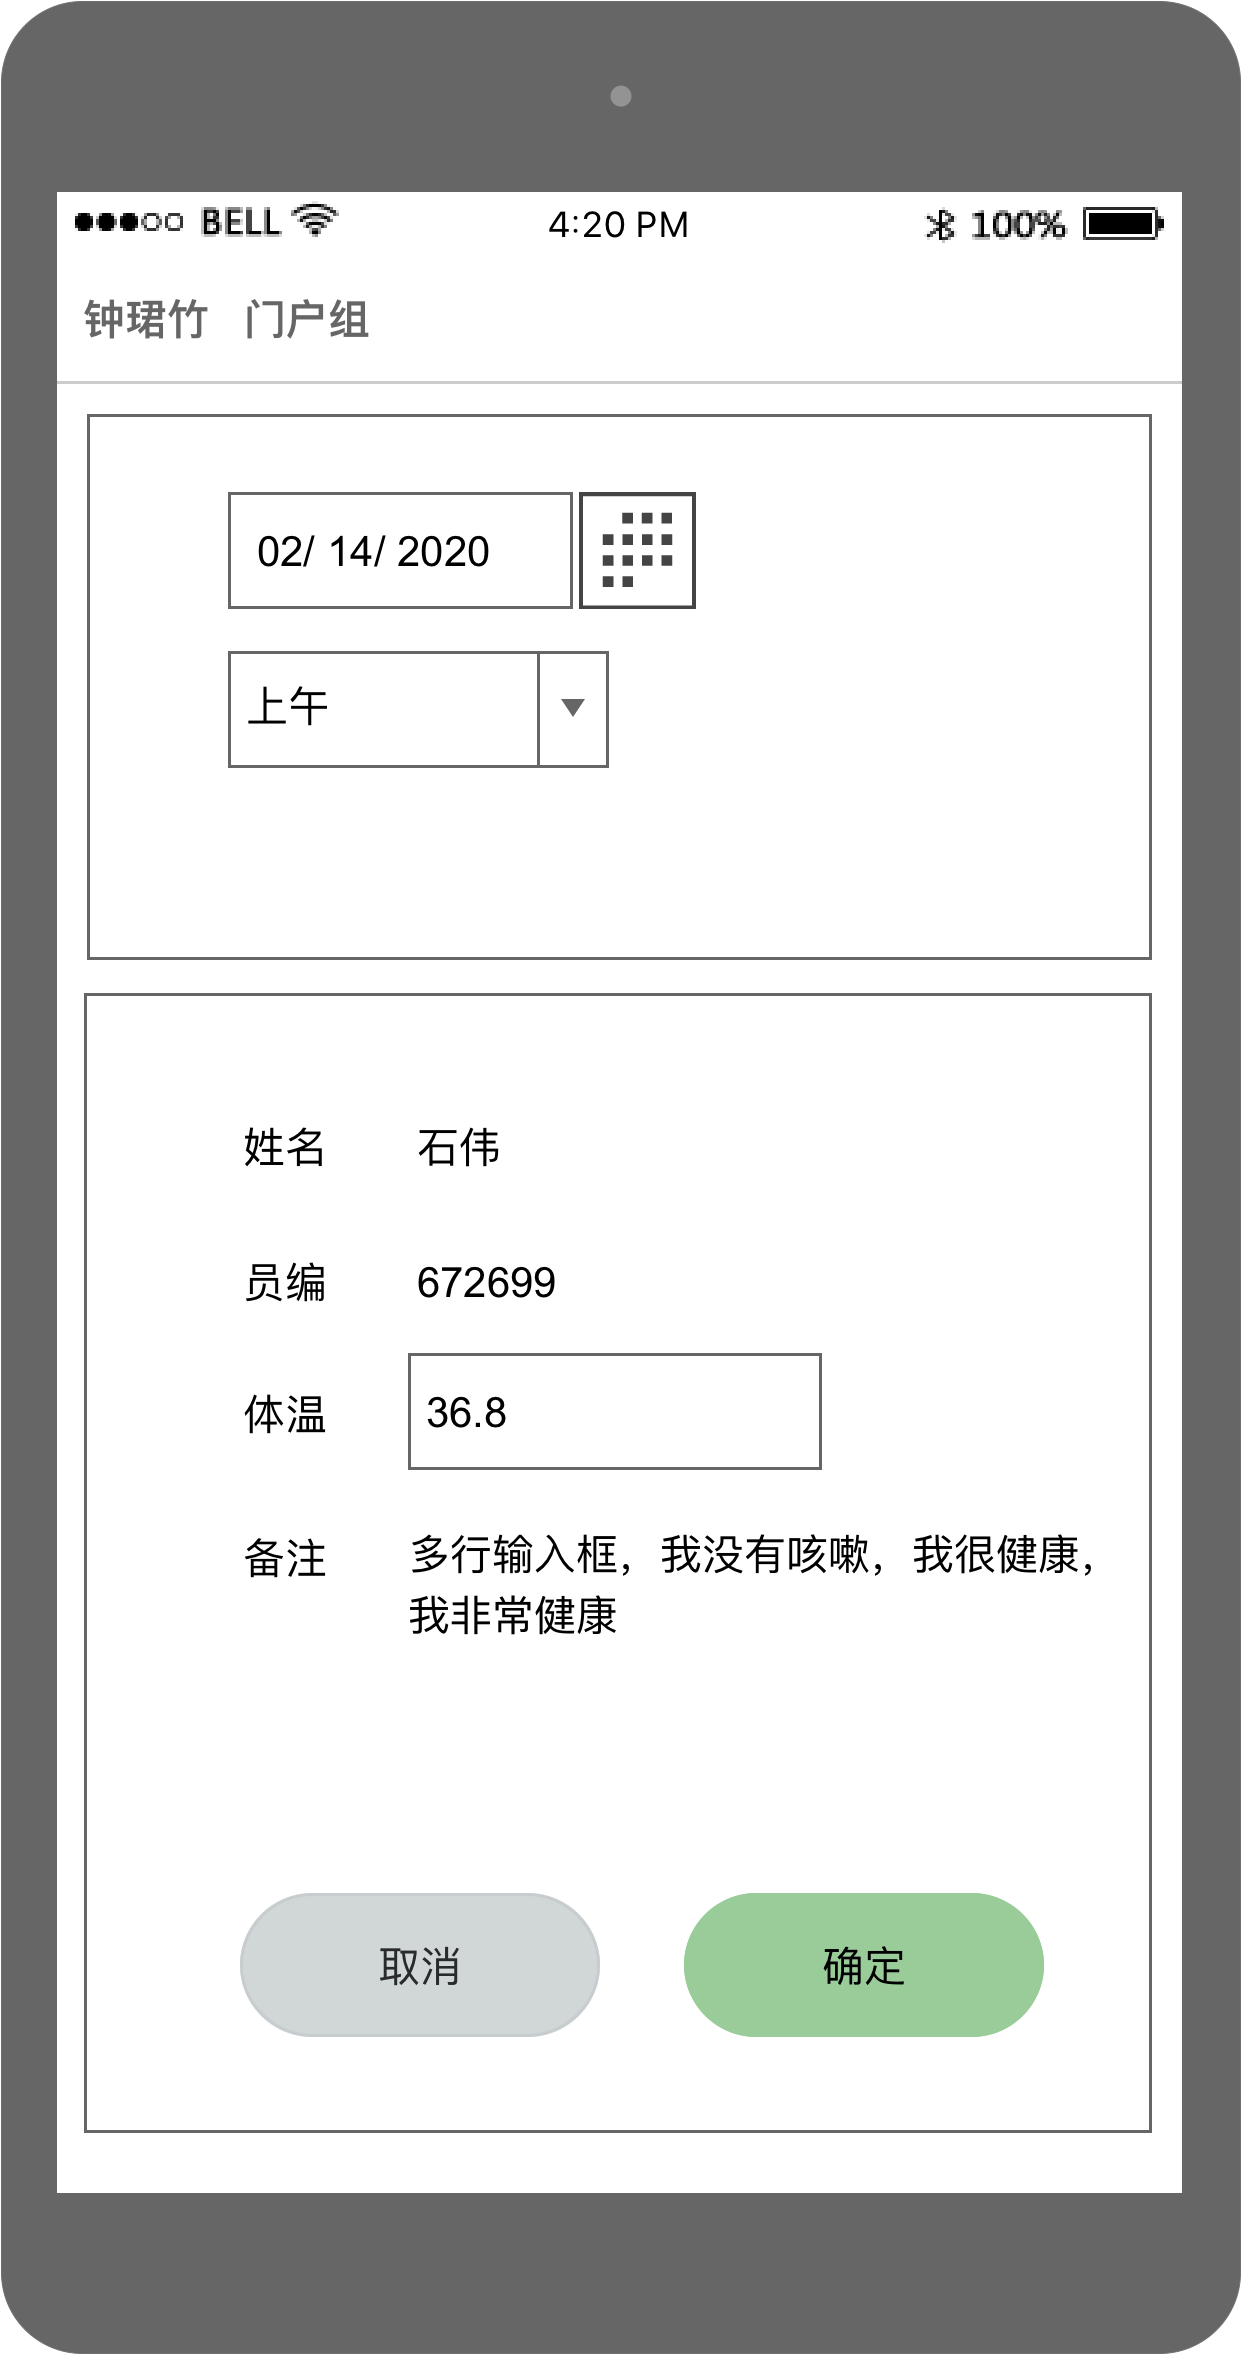 BELL 4:20 PM 100%
钟珺竹 门户组
02/ 14/ 2020
上午
姓名 石伟
员编 672699
体温 36.8
备注 多行输入框，我没有咳嗽，我很健康，
我非常健康
取消 确定